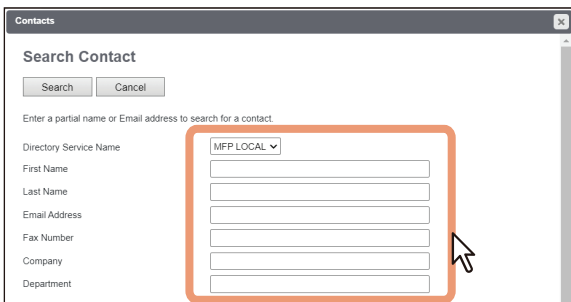 Contacts
Search Contact
Search Cancel
Enter a partial name or Email address to search for a contact.
Directory Service Name MFP LOCAL
First Name
Last Name
Email Address
Fax Number
Company
Department